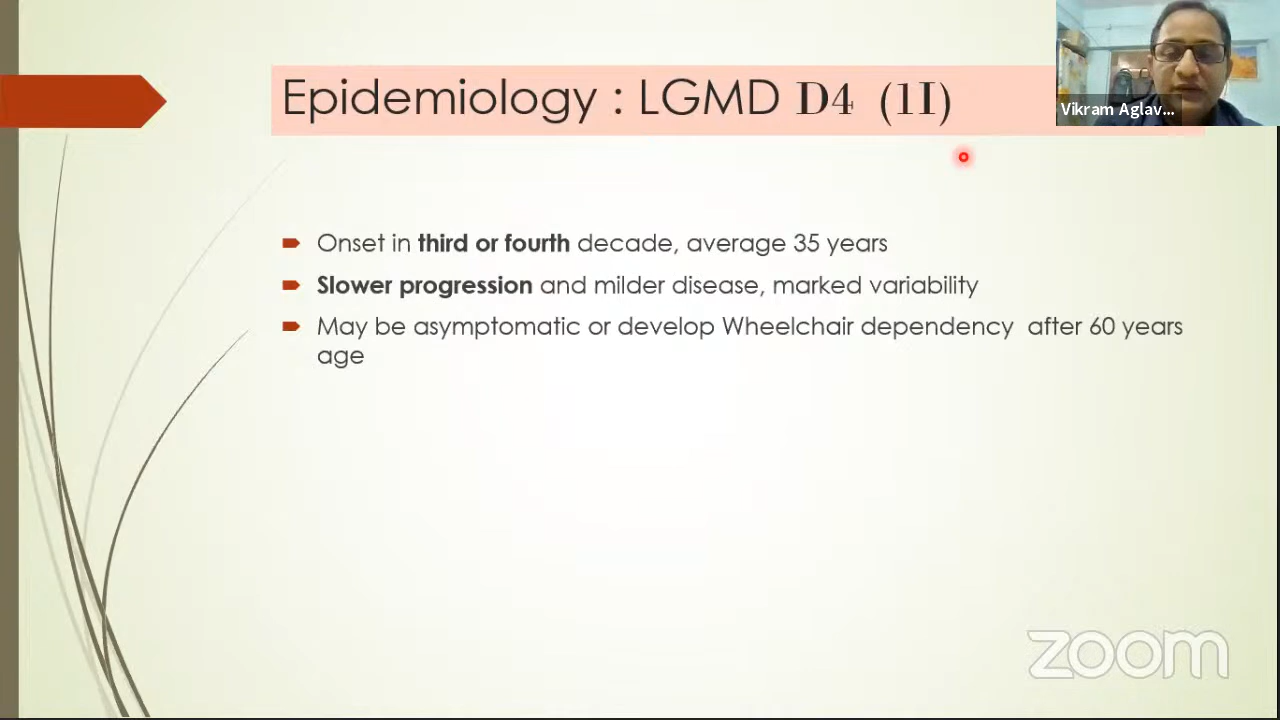 Epidemiology : LGMD D4 (1I)
Vikram Aglav...
Onset in third or fourth decade, average 35 years
Slower progression and milder disease, marked variability
May be asymptomatic or develop Wheelchair dependency after 60 years
age
zoom